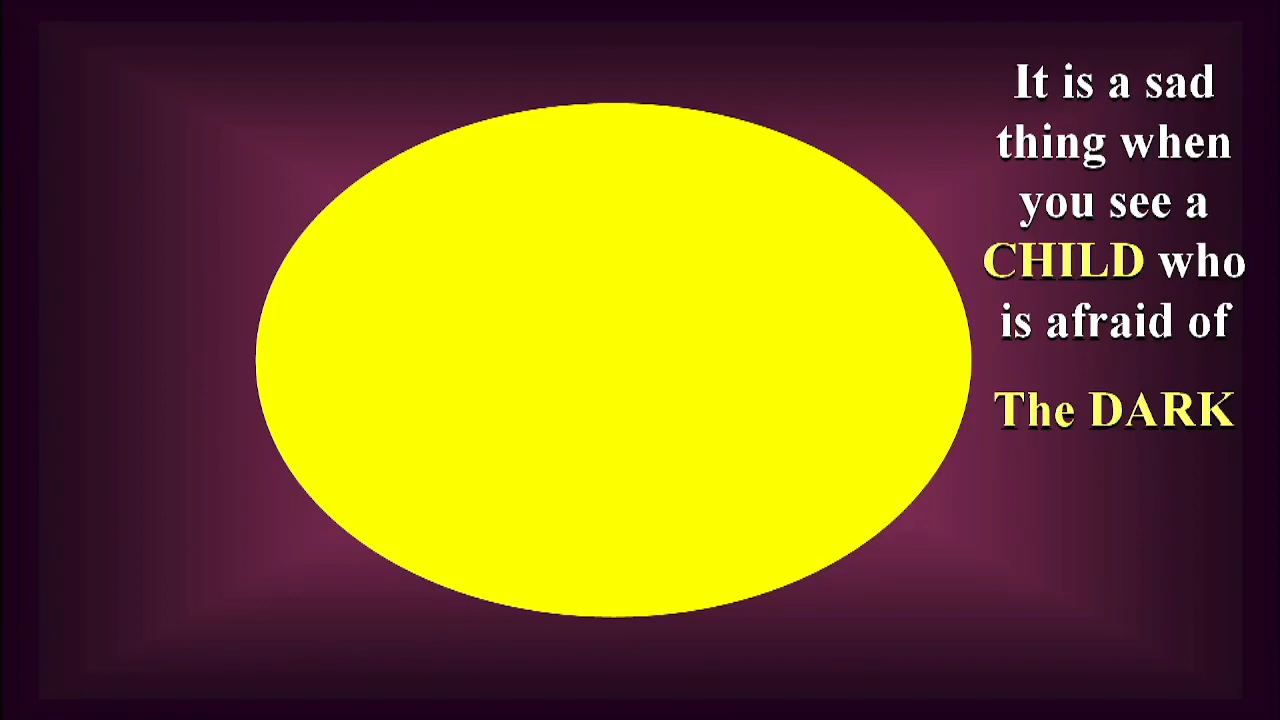 It is a sad
thing when
you see a
CHILD who
is afraid of
The DARK